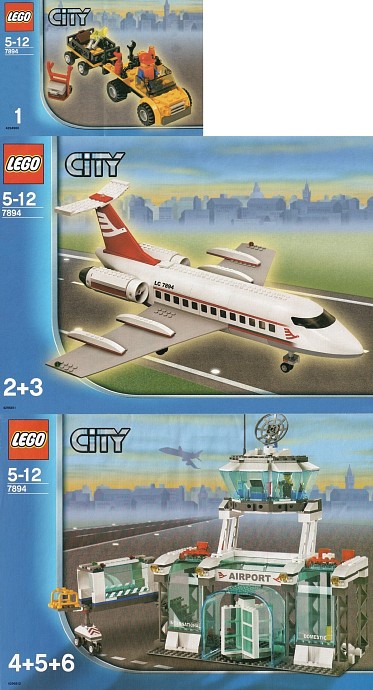 LEGO
CITY
5-12
7894
1
LEGO
CITY
5-12
7894
LC 7894
2+3
LEGO
CITY
5-12
7894
AIRPORT
DOMESTIC
4+5+6